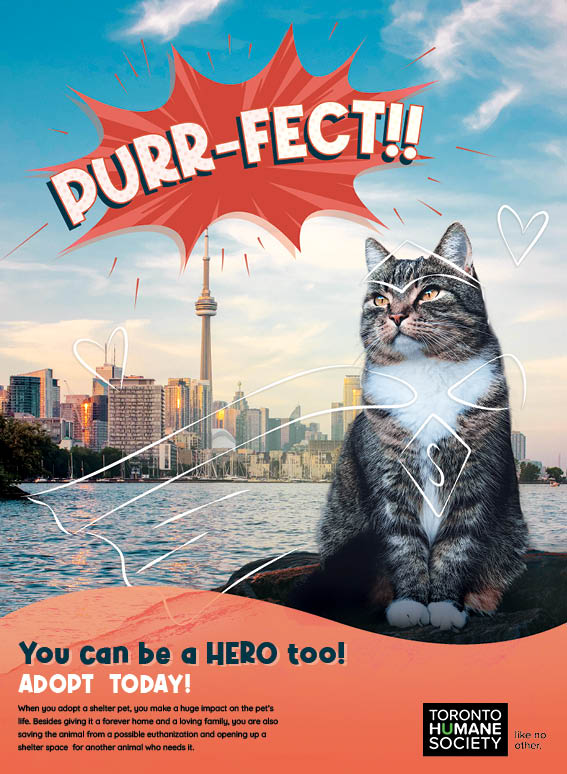 PURR-FECT!!
S
You can be a HERO too!
ADOPT TODAY!
When you adopt a shelter pet, you make a huge impact on the pet's
life. Besides giving it a forever home and a loving family, you are also
saving the animal from a possible euthanization and opening up a
shelter space for another animal who needs it.
TORONTO
HUMANE
SOCIETY
like no
other.